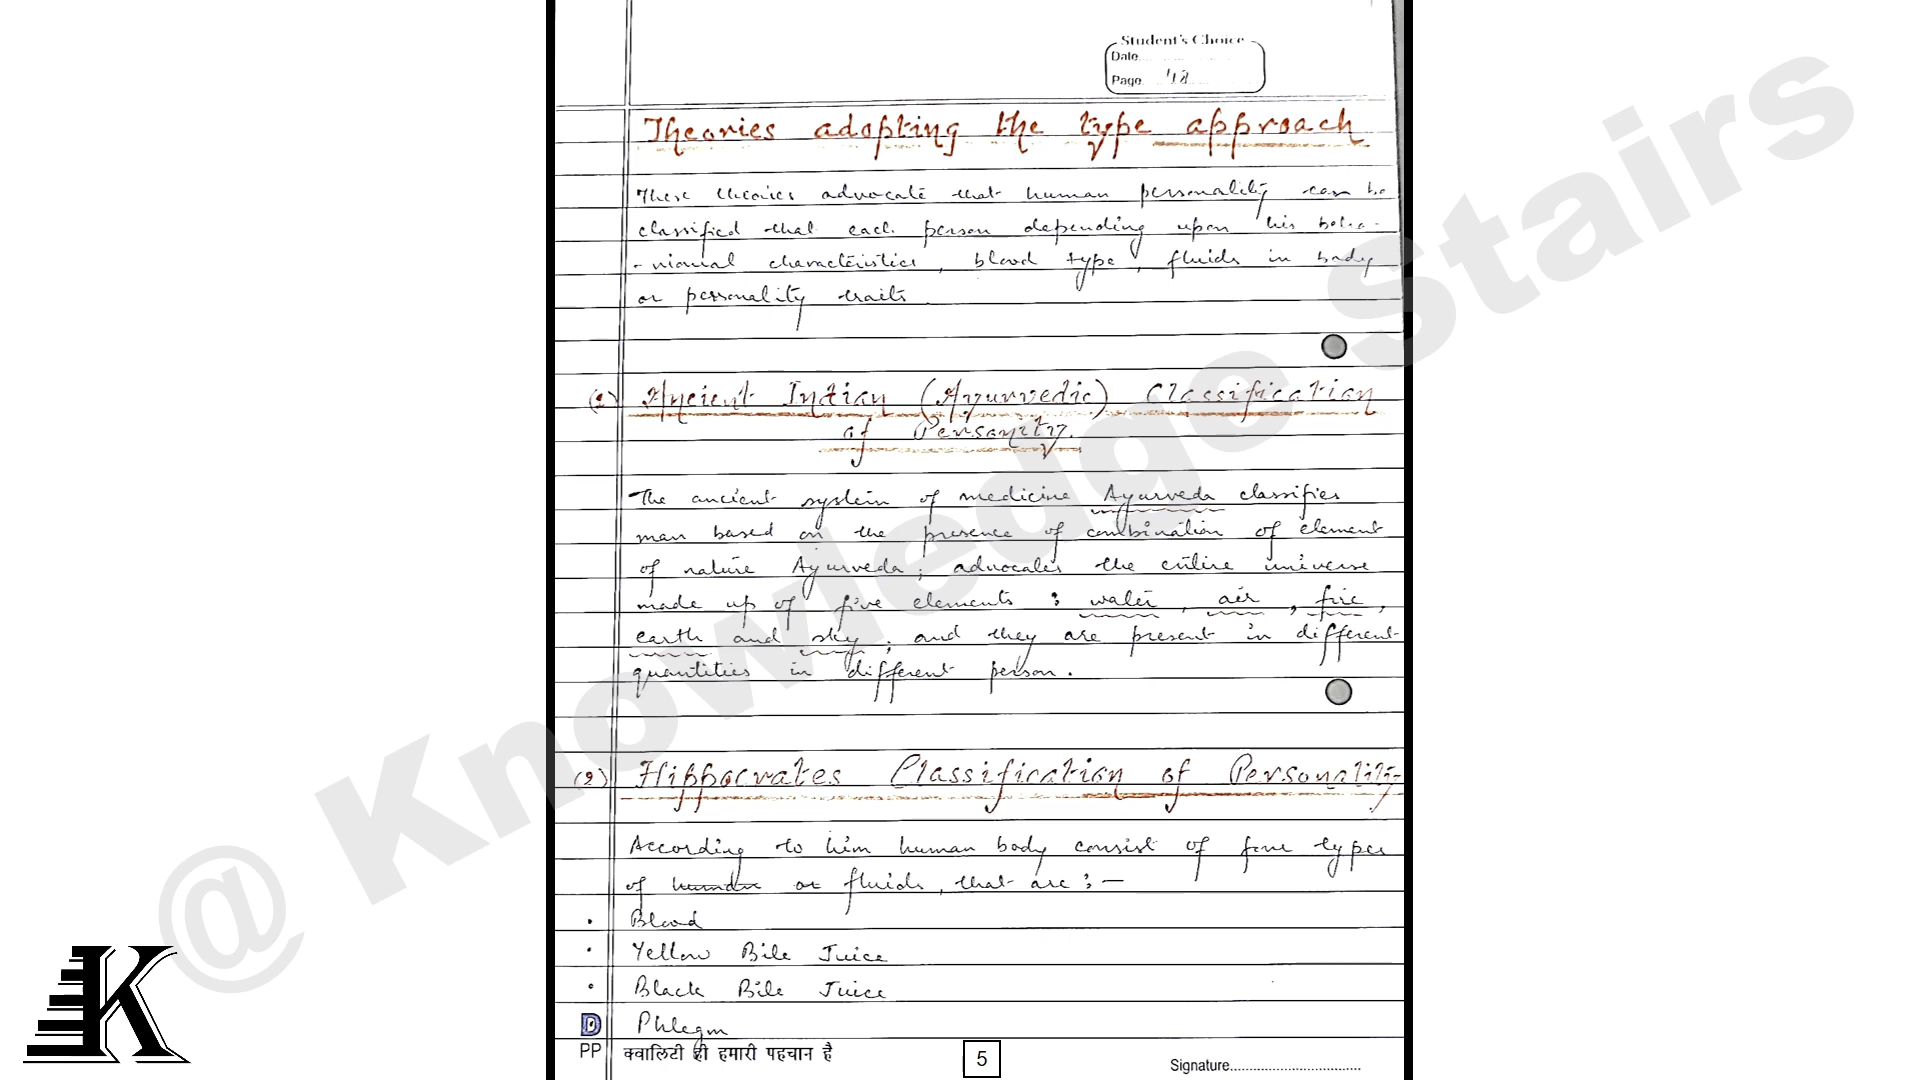 Student's Choice
Date
Page 48
Theories adopting the type approach
These theories advocate that human personality can be
classified that each person depending upon his beha-
-vioural characteristics, blood type, fluids in body
or personality traits
(1) Ancient Indian (Ayurvedic) Classification
of Personity.
The ancient system of medicine Ayurveda classifies
man based on the presence of combination of element
of nature Ayurveda; advocates the entire universe
made up of five elements : water, air, fire,
earth and sky; and they are present in different
quantities in different person.
(2) Hippocrates Classification of Personality
According to him human body consist of four types
of or fluids, that are :-
• Blood
• Yellow Bile Juice
• Black Bile Juice
Phlegm
PP क्वालिटी ही हमारी पहचान है
5
Signature
@ Knowledge Stairs
K